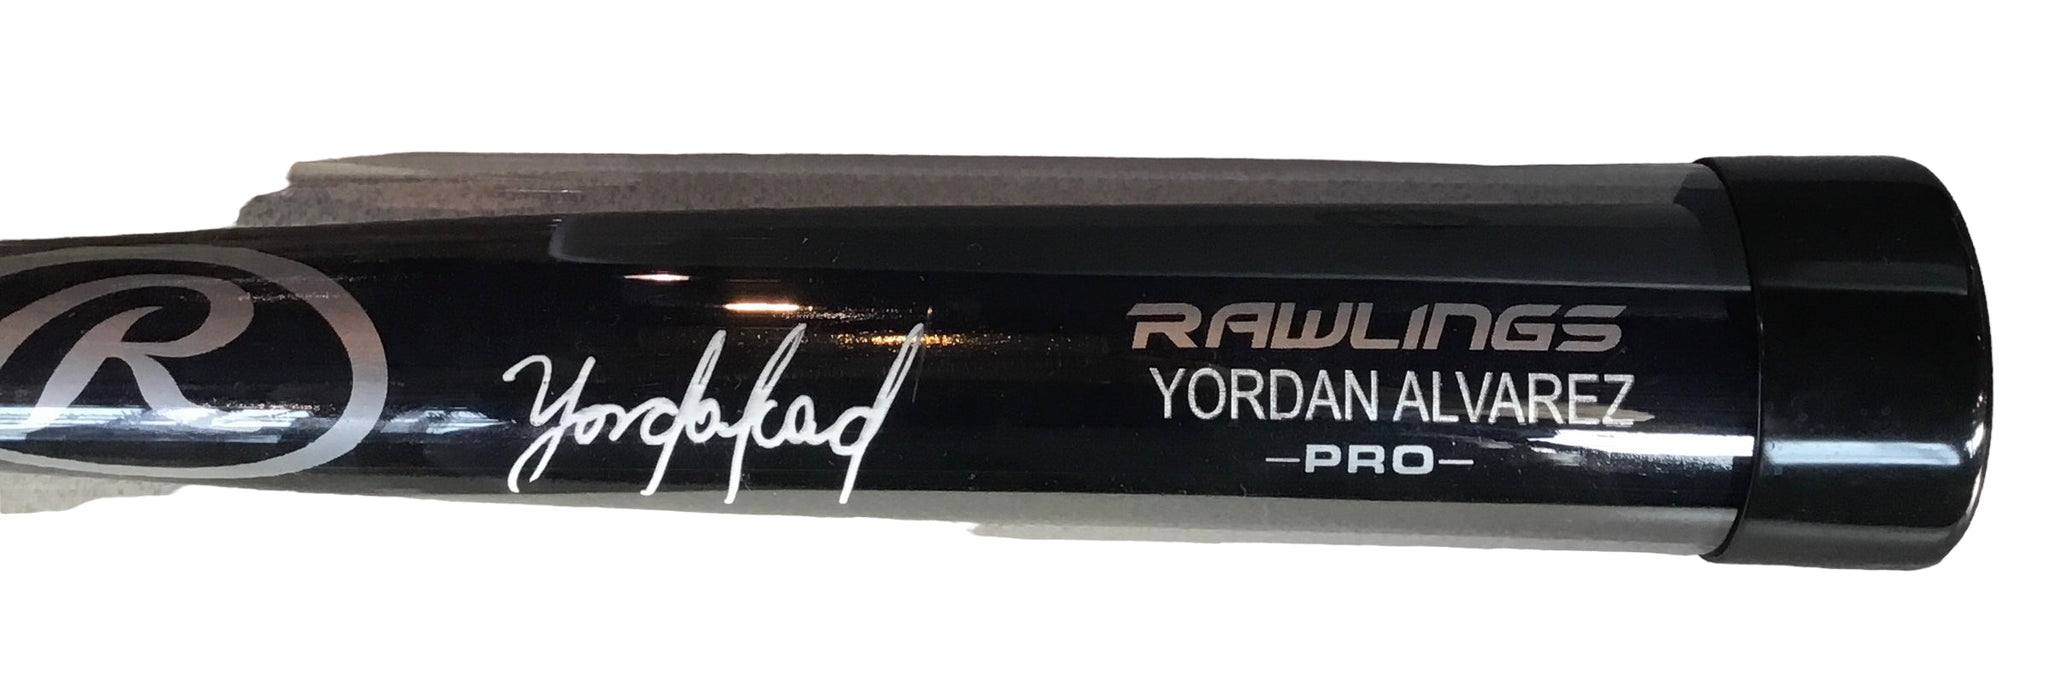 R
RAWLINGS
YORDAN ALVAREZ
-PRO-